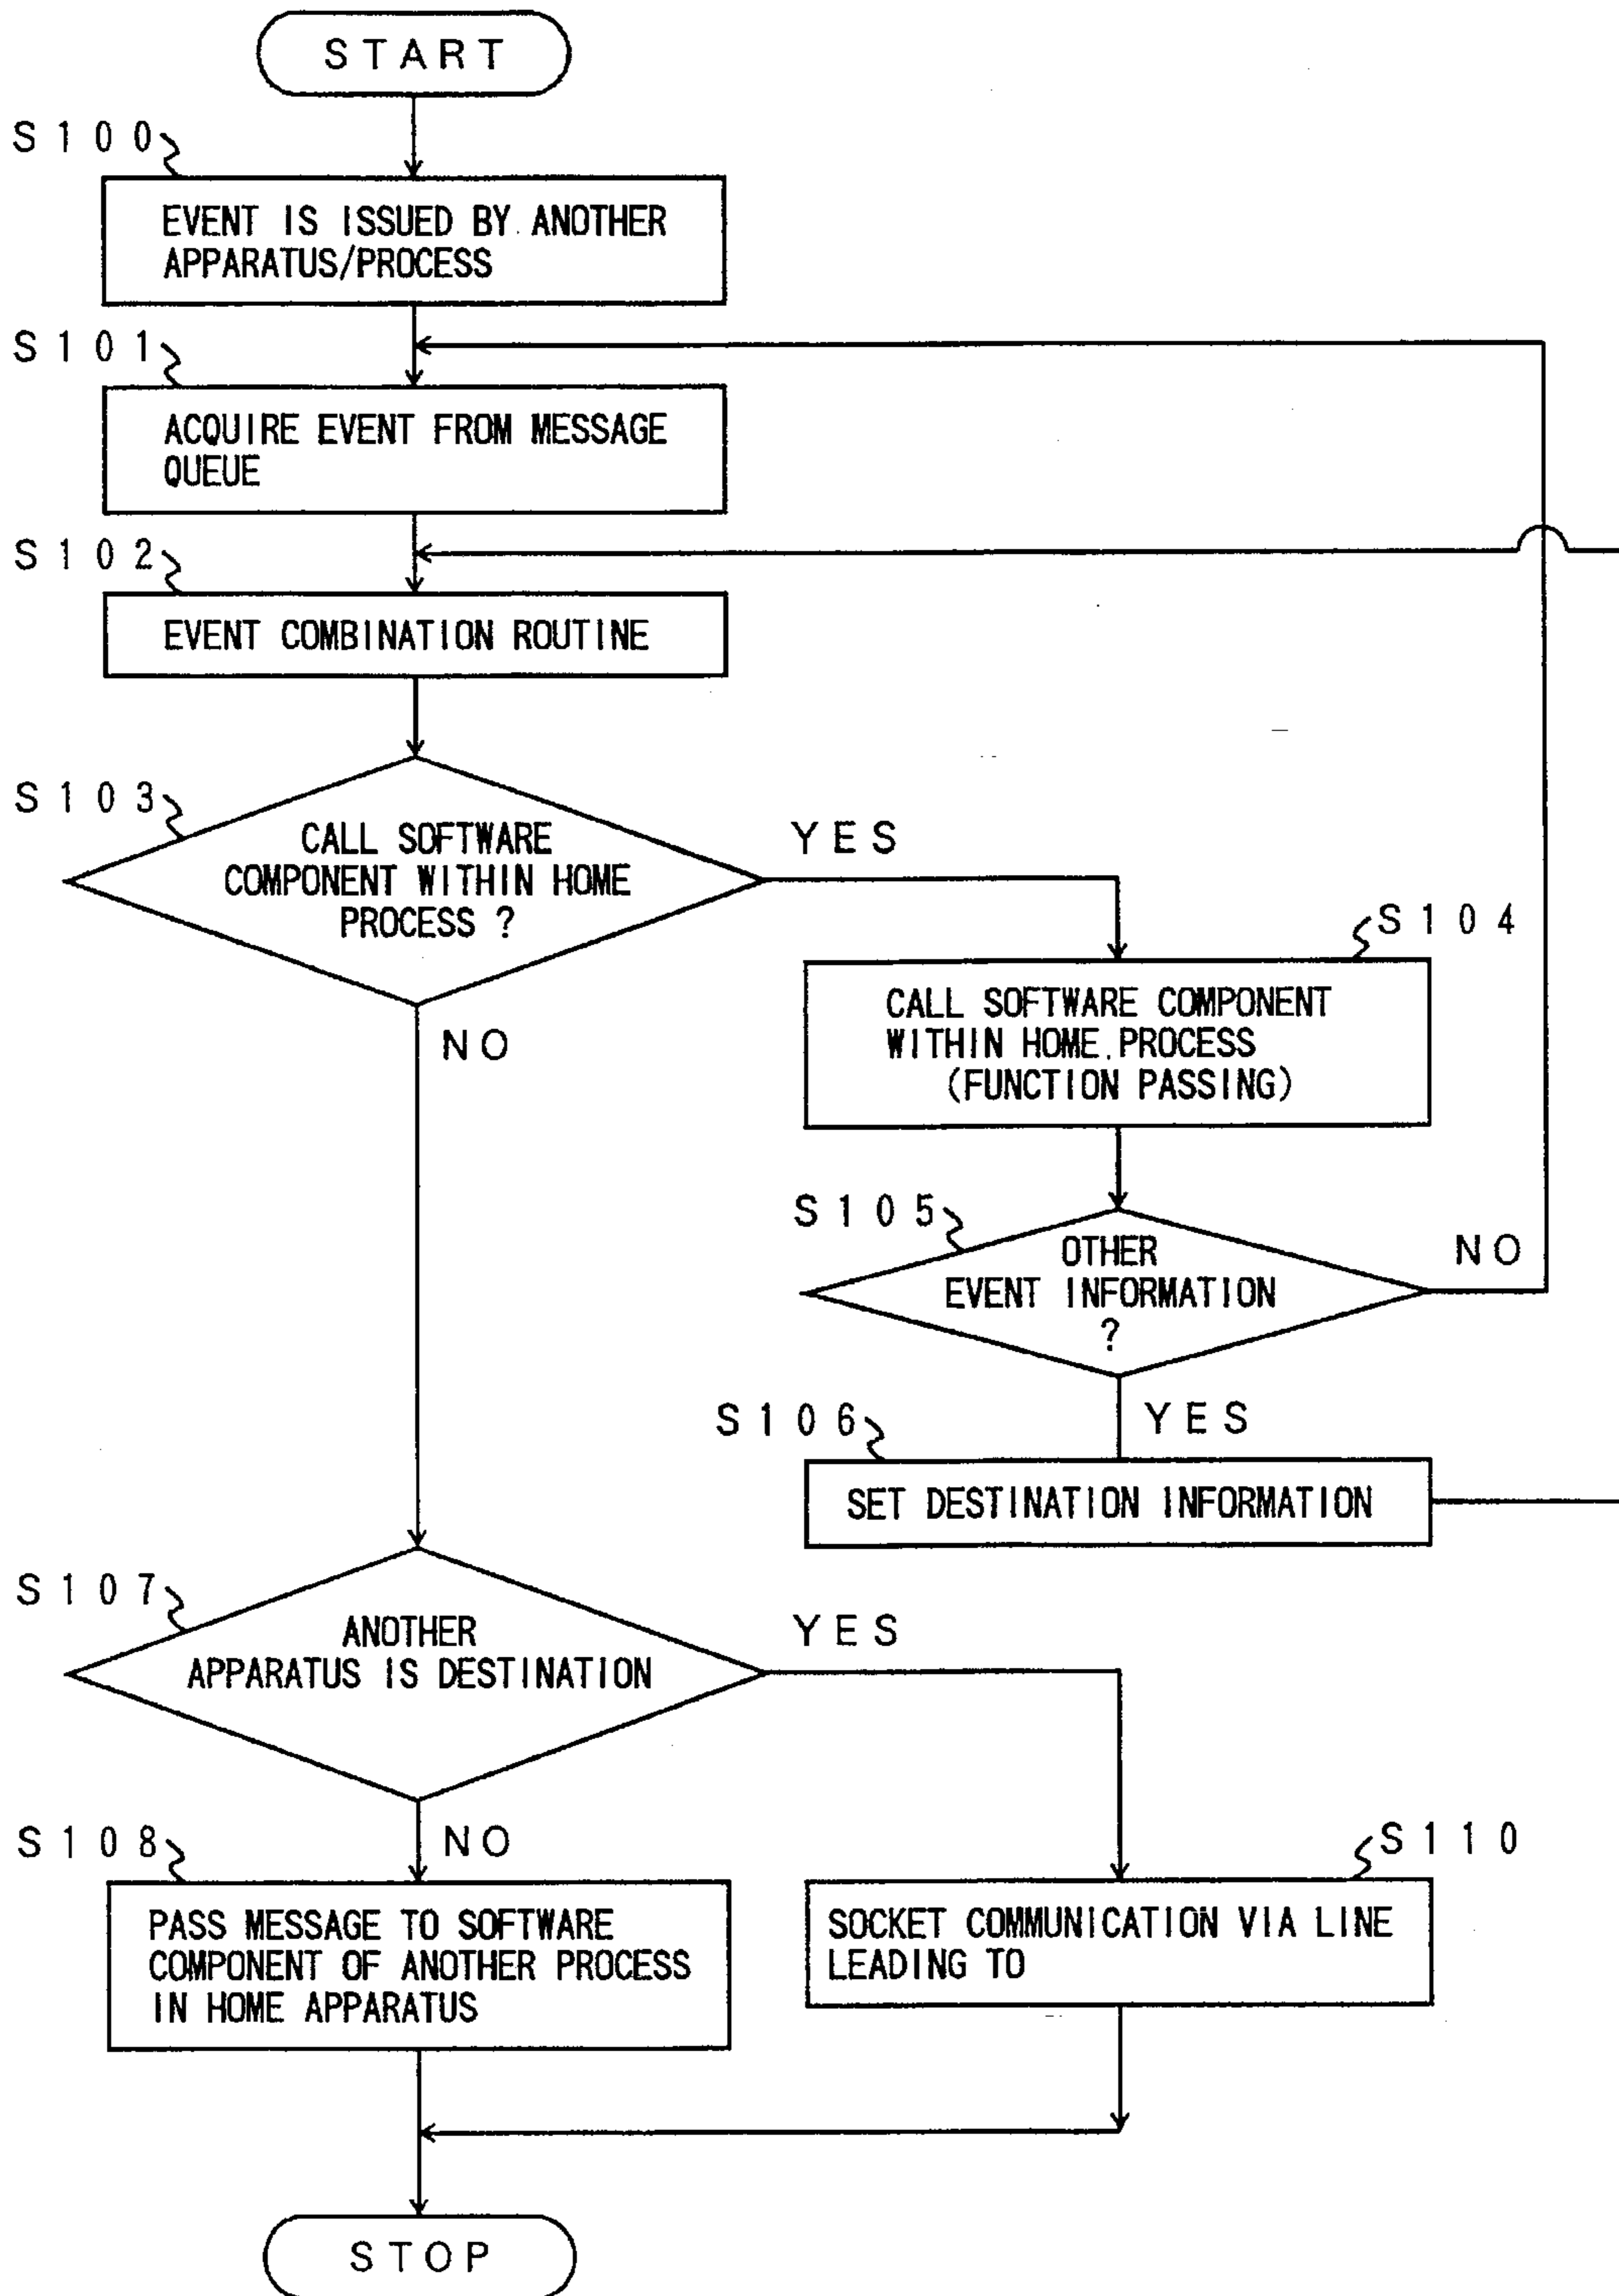 START
S100
EVENT IS ISSUED BY ANOTHER
APPARATUS/PROCESS
S101
ACQUIRE EVENT FROM MESSAGE
QUEUE
S102
EVENT COMBINATION ROUTINE
S103
CALL SOFTWARE
COMPONENT WITHIN HOME
PROCESS ?
YES
NO
S104
CALL SOFTWARE COMPONENT
WITHIN HOME PROCESS
(FUNCTION PASSING)
S105
OTHER
EVENT INFORMATION
?
NO
YES
S106
SET DESTINATION INFORMATION
S107
ANOTHER
APPARATUS IS DESTINATION
YES
NO
S108
PASS MESSAGE TO SOFTWARE
COMPONENT OF ANOTHER PROCESS
IN HOME APPARATUS
S110
SOCKET COMMUNICATION VIA LINE
LEADING TO
STOP